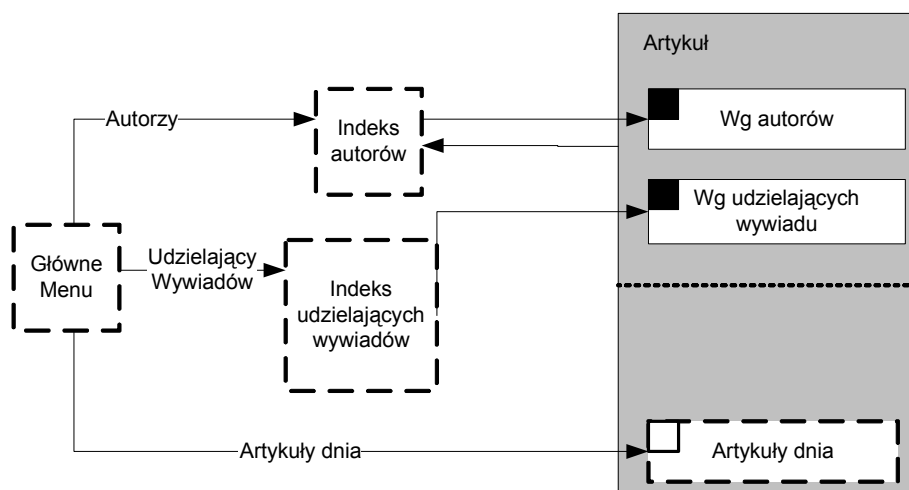 Artykuł
Autorzy
Indeks
autorów
Wg autorów
Wg udzielających
wywiadu
Główne
Menu
Udzielający
Wywiadów
Indeks
udzielających
wywiadów
Artykuły dnia
Artykuły dnia